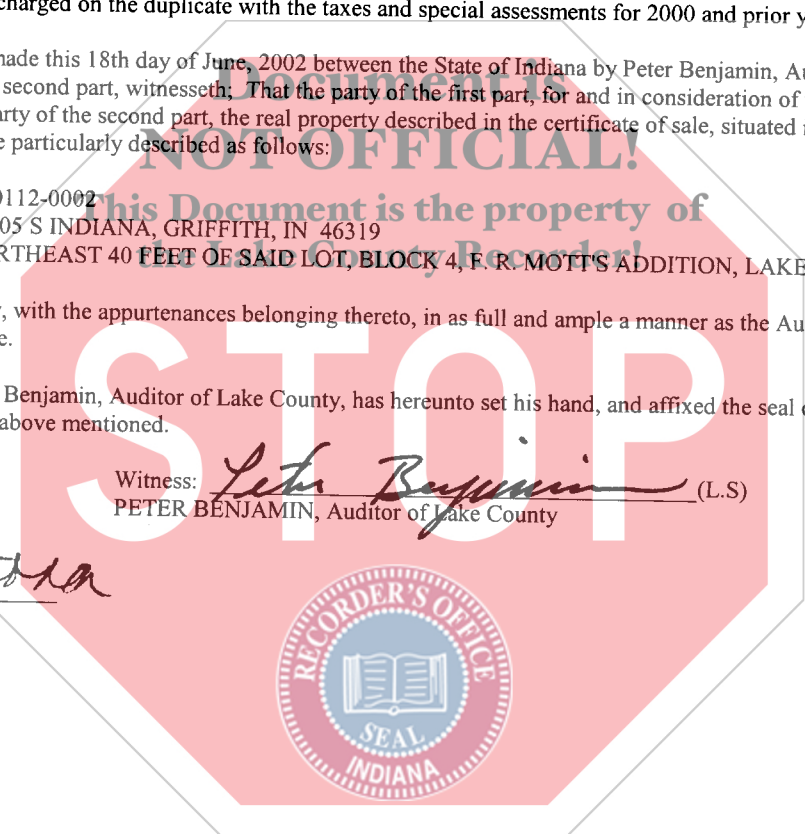 charged on the duplicate with the taxes and special assessments for 2000 and prior y
made this 18th day of June, 2002 between the State of Indiana by Peter Benjamin, Au
second part, witnesseth; That the party of the first part, for and in consideration of
arty of the second part, the real property described in the certificate of sale, situated
e particularly described as follows:
0112-0002
05 S INDIANA, GRIFFITH, IN 46319
RTHEAST 40 FEET OF SAID LOT, BLOCK 4, F. R. MOTT'S ADDITION, LAKE
, with the appurtenances belonging thereto, in as full and ample a manner as the Au
e.
Benjamin, Auditor of Lake County, has hereunto set his hand, and affixed the seal
above mentioned.
Witness: Peter Benjamin (L.S)
PETER BENJAMIN, Auditor of Lake County
Document is
NOT OFFICIAL!
This Document is the property of
the Lake County Recorder!
STOP
RECORDER'S OFFICE
SEAL
INDIANA